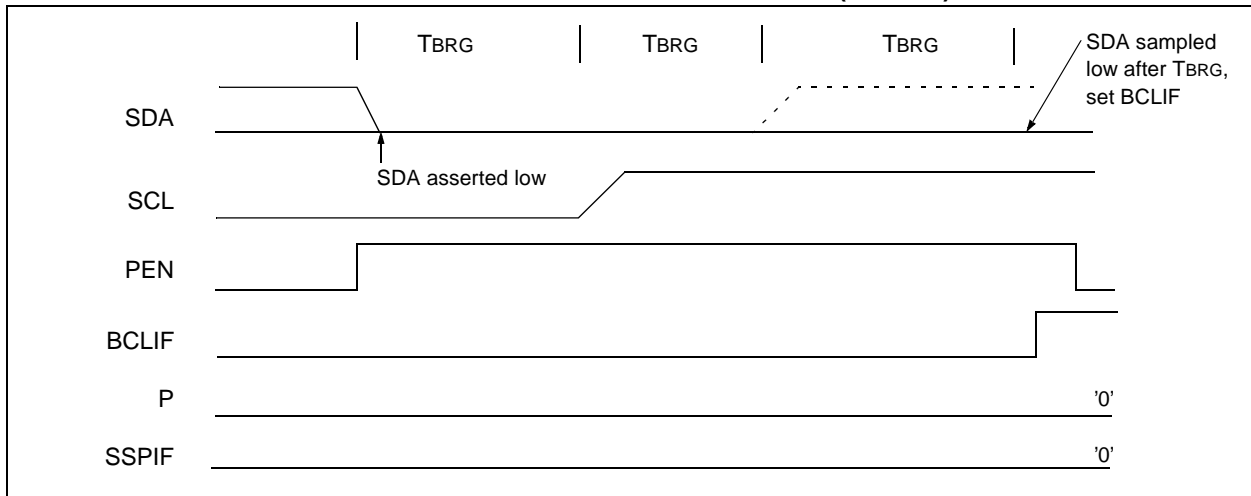 TBRG TBRG TBRG
SDA sampled
low after TBRG,
set BCLIF
SDA
SDA asserted low
SCL
PEN
BCLIF
P '0'
SSPIF '0'